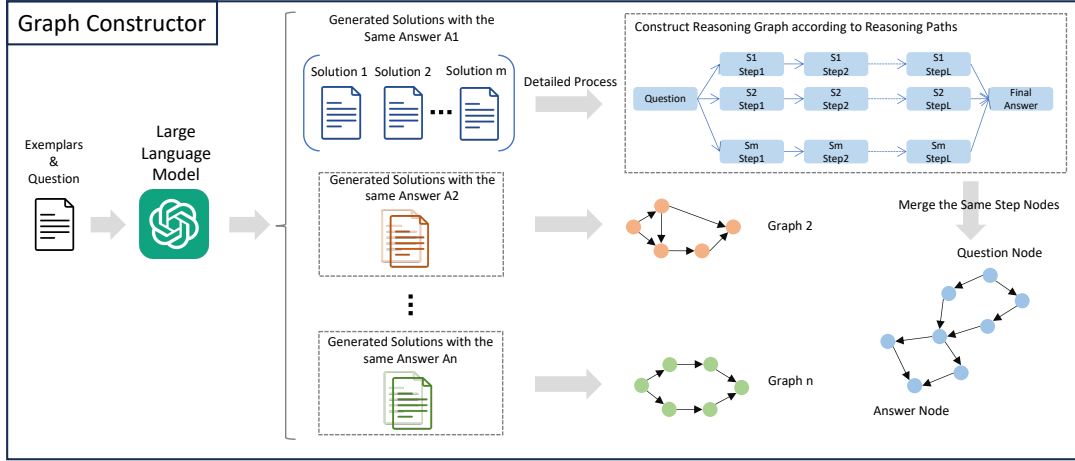 Graph Constructor
Exemplars
&
Question
Large
Language
Model
Generated Solutions with the
Same Answer A1
Solution 1
Solution 2
Solution m
...
Detailed Process
Construct Reasoning Graph according to Reasoning Paths
Question
S1
Step1
S1
Step2
S1
StepL
S2
Step1
S2
Step2
S2
StepL
Sm
Step1
Sm
Step2
Sm
StepL
Final
Answer
Generated Solutions with the
same Answer A2
Graph 2
Merge the Same Step Nodes
Question Node
Answer Node
Generated Solutions with the
same Answer An
Graph n